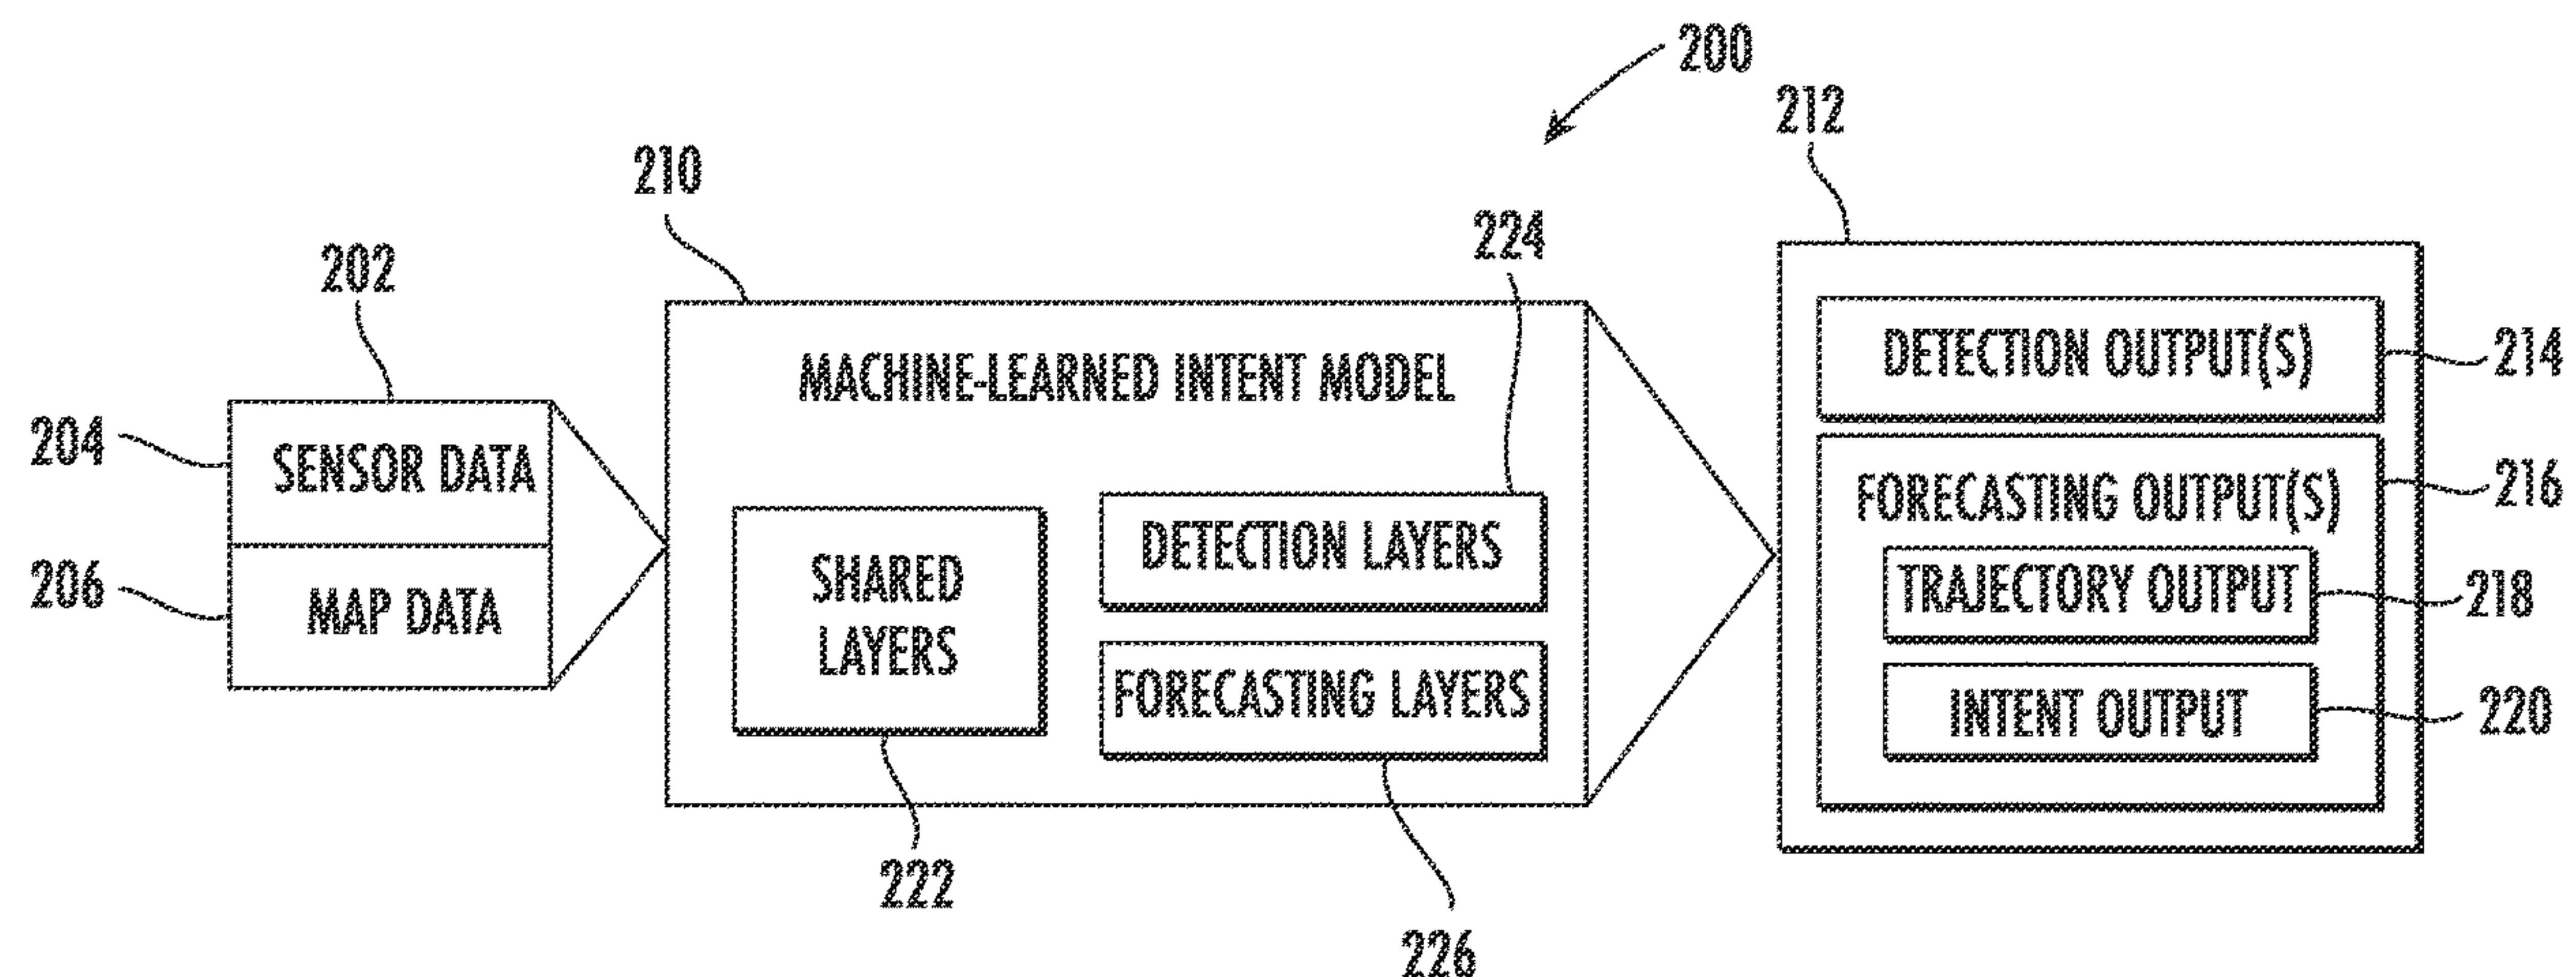 200
212
210
224
202
204
SENSOR DATA
206
MAP DATA
MACHINE-LEARNED INTENT MODEL
SHARED
LAYERS
DETECTION LAYERS
FORECASTING LAYERS
222
226
DETECTION OUTPUT(S)
214
FORECASTING OUTPUT(S)
216
TRAJECTORY OUTPUT
218
INTENT OUTPUT
220